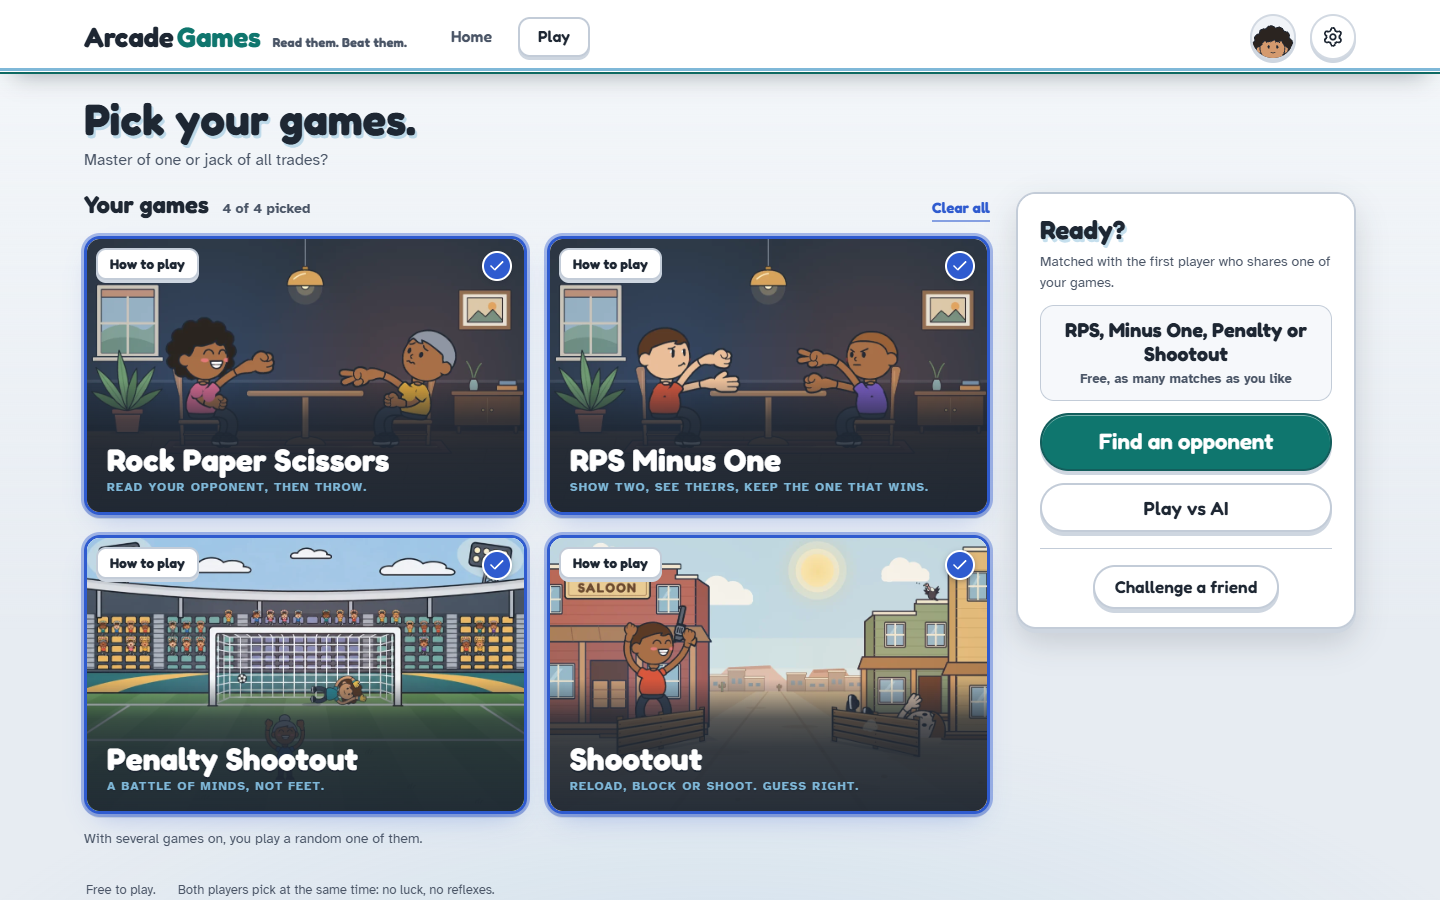 Arcade Games Read them. Beat them. Home Play
Pick your games.
Master of one or jack of all trades?
Your games 4 of 4 picked Clear all
How to play
Rock Paper Scissors
READ YOUR OPPONENT, THEN THROW.
How to play
RPS Minus One
SHOW TWO, SEE THEIRS, KEEP THE ONE THAT WINS.
How to play
Penalty Shootout
A BATTLE OF MINDS, NOT FEET.
How to play
SALOON
Shootout
RELOAD, BLOCK OR SHOOT. GUESS RIGHT.
With several games on, you play a random one of them.
Ready?
Matched with the first player who shares one of
your games.
RPS, Minus One, Penalty or
Shootout
Free, as many matches as you like
Find an opponent
Play vs AI
Challenge a friend
Free to play. Both players pick at the same time: no luck, no reflexes.